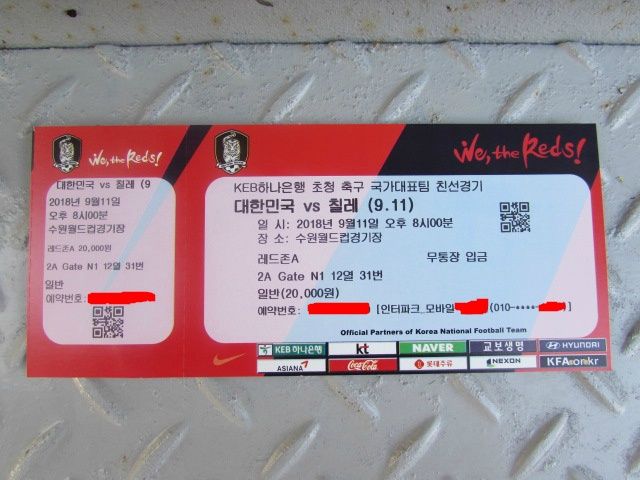 We, the Reds!
대한민국 vs 칠레 (9
2018년 9월11일
오후 8시00분
수원월드컵경기장
레드존A 20,000원
2A Gate N1 12열 31번
일반
예약번호:
We, the Reds!
KEB하나은행 초청 축구 국가대표팀 친선경기
대한민국 vs 칠레 (9.11)
일 시: 2018년 9월11일 오후 8시00분
장 소: 수원월드컵경기장
레드존A 무통장 입금
2A Gate N1 12열 31번
일반(20,000원)
예약번호: [인터파크_모바일 (010-****-
Official Partners of Korea National Football Team
KEB 하나은행 kt NAVER 교보생명 HYUNDAI
ASIANA Coca-Cola 롯데주류 NEXON KFA.or.kr